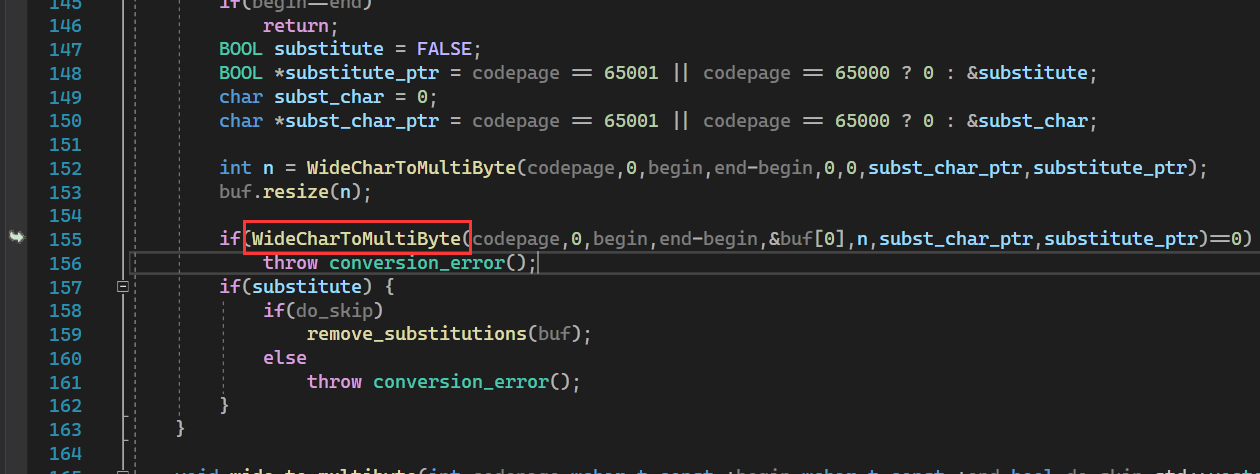 145 if(begin==end)
146 return;
147 BOOL substitute = FALSE;
148 BOOL *substitute_ptr = codepage == 65001 || codepage == 65000 ? 0 : &substitute;
149 char subst_char = 0;
150 char *subst_char_ptr = codepage == 65001 || codepage == 65000 ? 0 : &subst_char;
151
152 int n = WideCharToMultiByte(codepage,0,begin,end-begin,0,0,subst_char_ptr,substitute_ptr);
153 buf.resize(n);
154
155 if(WideCharToMultiByte(codepage,0,begin,end-begin,&buf[0],n,subst_char_ptr,substitute_ptr)==0)
156 throw conversion_error();
157 if(substitute) {
158 if(do_skip)
159 remove_substitutions(buf);
160 else
161 throw conversion_error();
162 }
163 }
164